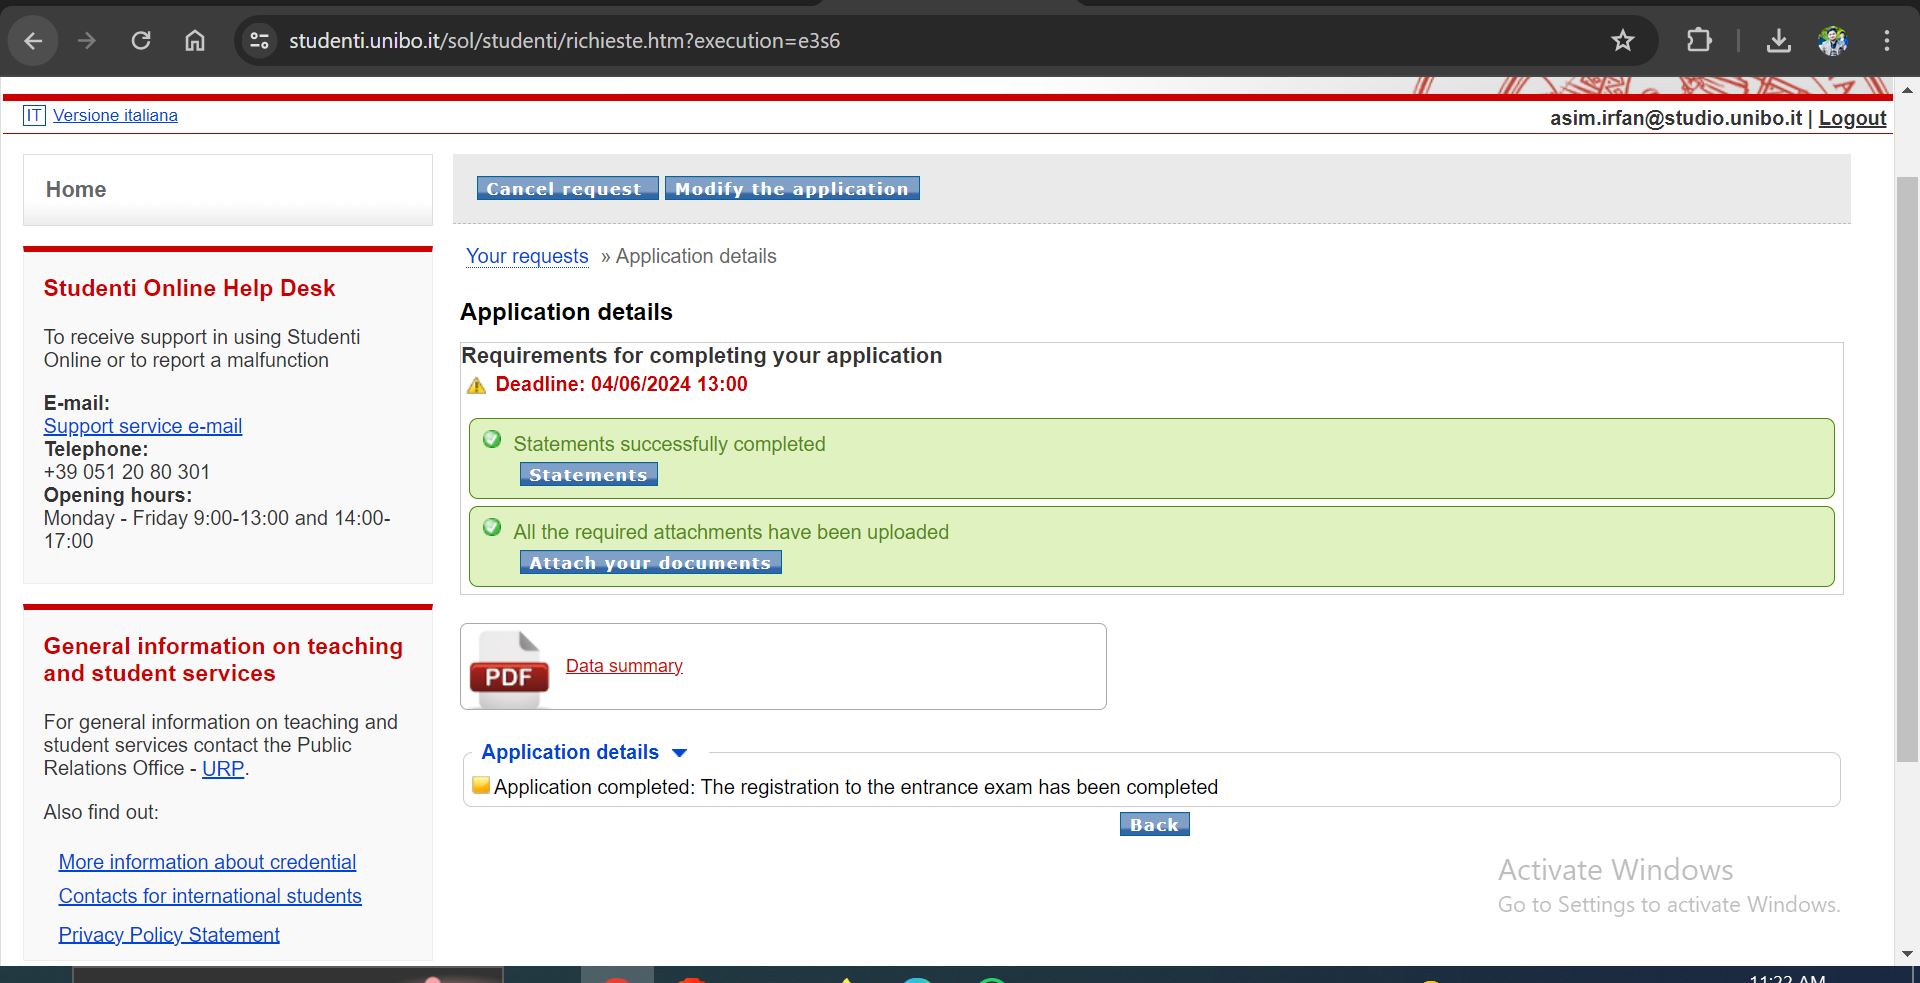 studenti.unibo.it/sol/studenti/richieste.htm?execution=e3s6
IT Versione italiana
asim.irfan@studio.unibo.it | Logout
Home
Cancel request Modify the application
Your requests » Application details
Studenti Online Help Desk
To receive support in using Studenti
Online or to report a malfunction
E-mail:
Support service e-mail
Telephone:
+39 051 20 80 301
Opening hours:
Monday - Friday 9:00-13:00 and 14:00-
17:00
General information on teaching
and student services
For general information on teaching and
student services contact the Public
Relations Office - URP.
Also find out:
More information about credential
Contacts for international students
Privacy Policy Statement
Application details
Requirements for completing your application
Deadline: 04/06/2024 13:00
Statements successfully completed
Statements
All the required attachments have been uploaded
Attach your documents
PDF
Data summary
Application details
Application completed: The registration to the entrance exam has been completed
Back
Activate Windows
Go to Settings to activate Windows.
11:22 AM